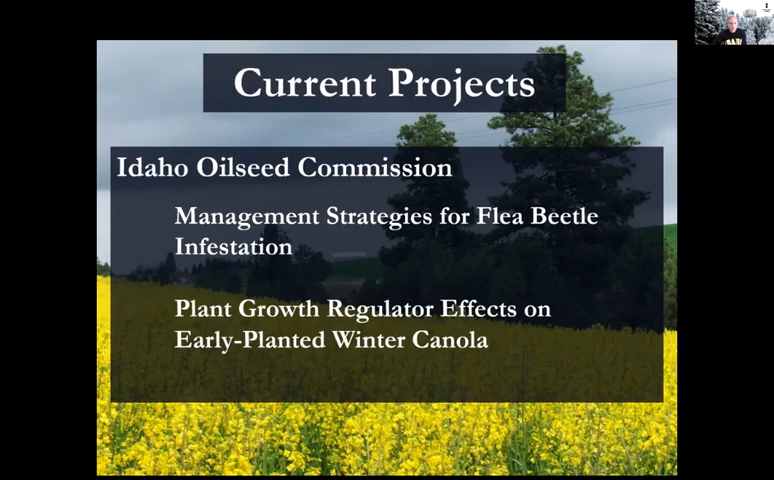 Current Projects
Idaho Oilseed Commission
Management Strategies for Flea Beetle
Infestation
Plant Growth Regulator Effects on
Early-Planted Winter Canola